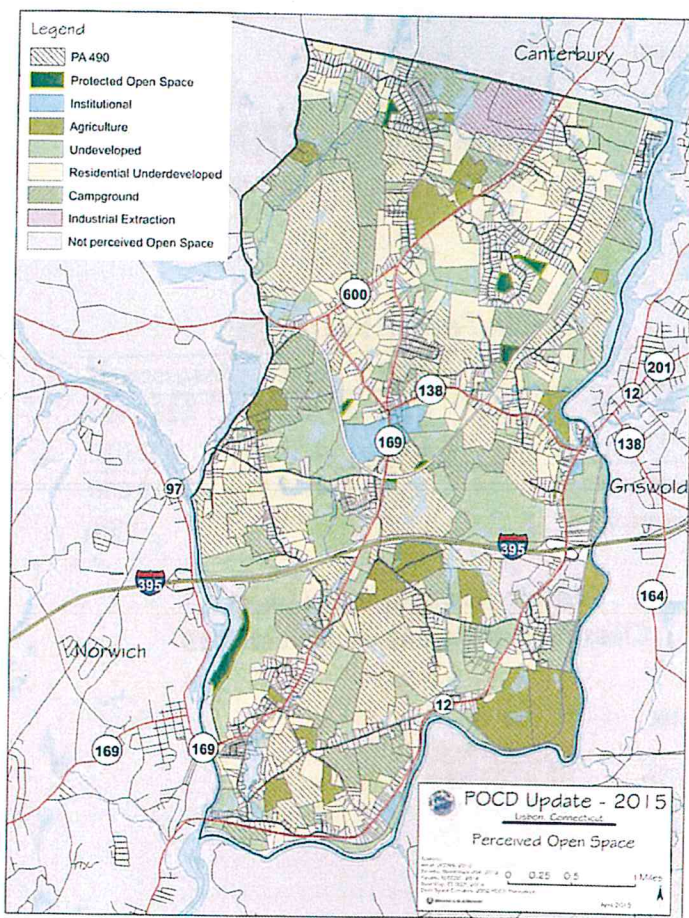 Legend
PA 490
Protected Open Space
Institutional
Agriculture
Undeveloped
Residential Underdeveloped
Campground
Industrial Extraction
Not perceived Open Space
Canterbury
600
201
12
138
138
169
97
Griswold
395
395
164
Norwich
12
169
169
POCD Update - 2015
Lisbon, Connecticut
Perceived Open Space
0 0.25 0.5 1 Miles
April 2015